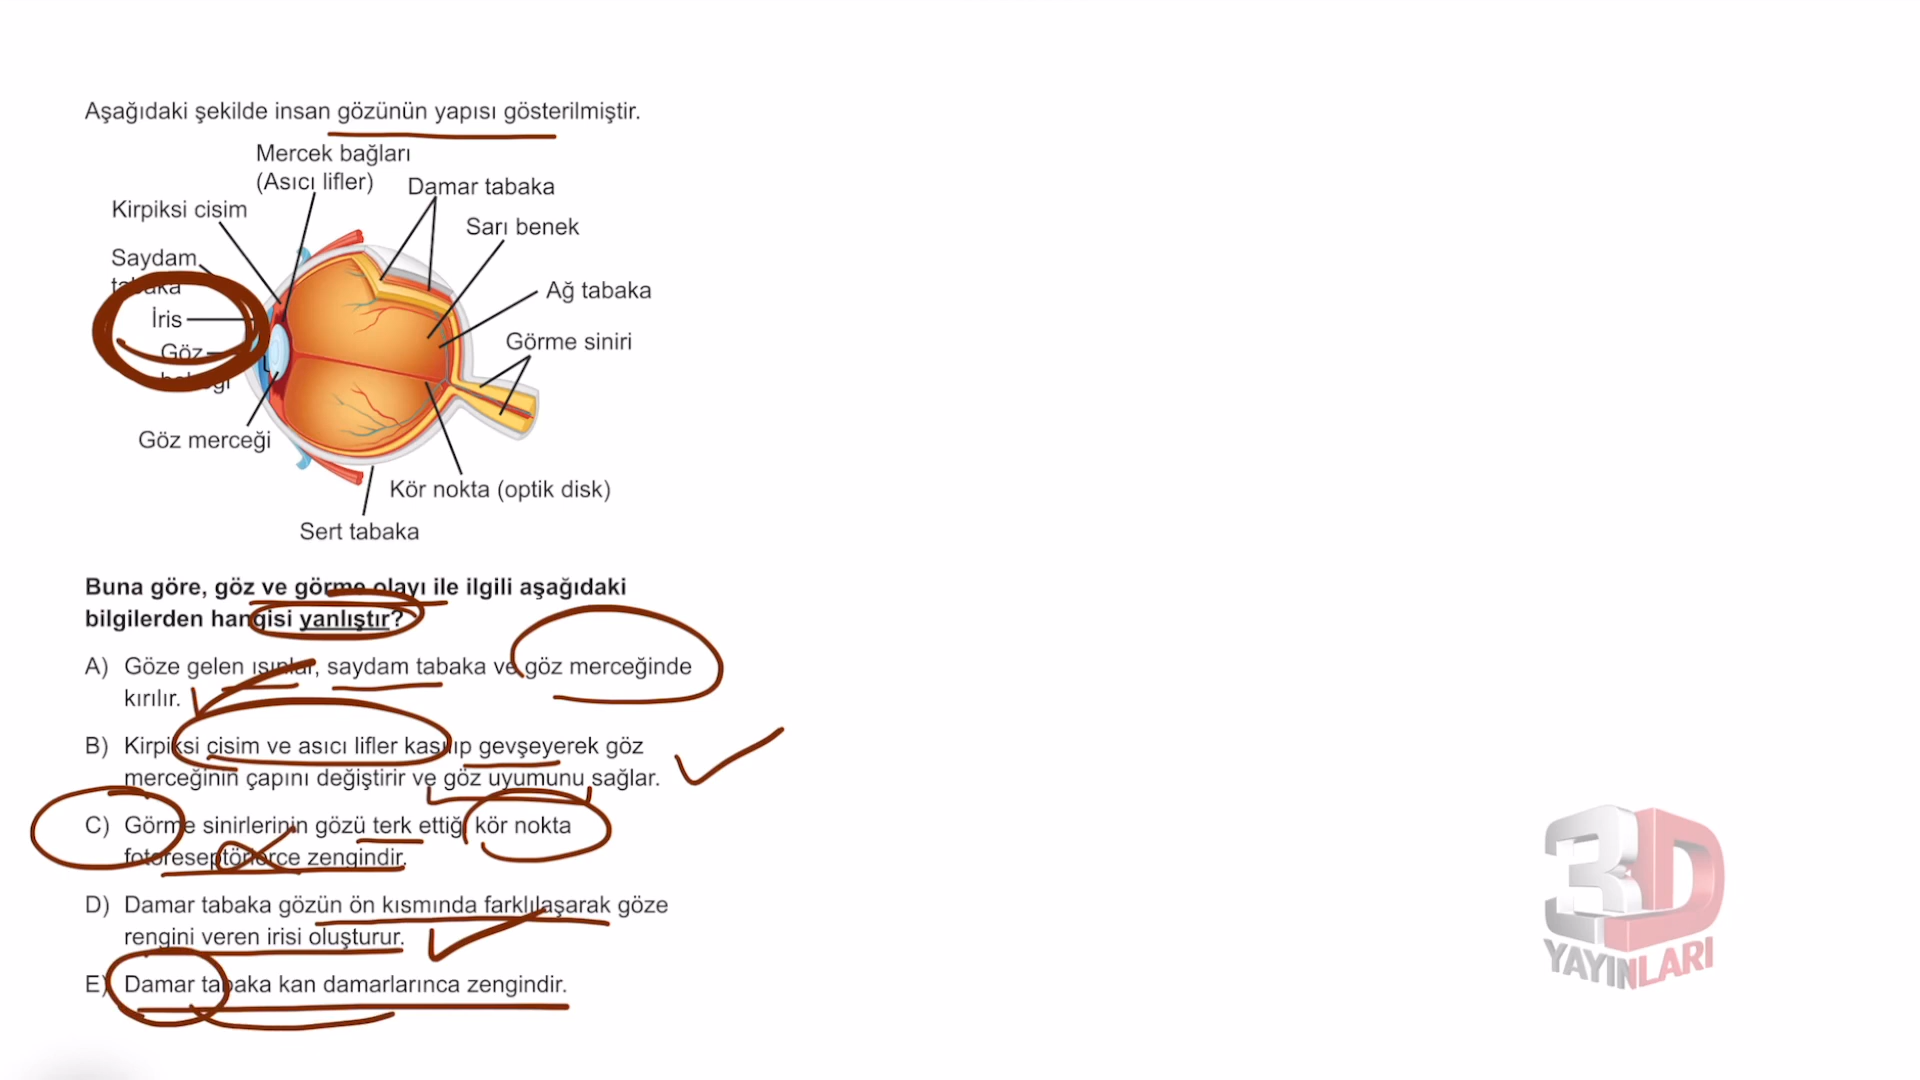 Aşağıdaki şekilde insan gözünün yapısı gösterilmiştir.
Mercek bağları
(Asıcı lifler)
Damar tabaka
Kirpiksi cisim
Sarı benek
Saydam
tabaka
Ağ tabaka
İris
Görme siniri
Göz
bebeği
Göz merceği
Kör nokta (optik disk)
Sert tabaka
Buna göre, göz ve görme olayı ile ilgili aşağıdaki
bilgilerden hangisi yanlıştır?
A) Göze gelen ışınlar, saydam tabaka ve göz merceğinde
kırılır.
B) Kirpiksi cisim ve asıcı lifler kasılıp gevşeyerek göz
merceğinin çapını değiştirir ve göz uyumunu sağlar.
C) Görme sinirlerinin gözü terk ettiği kör nokta
fotoreseptörlerce zengindir.
D) Damar tabaka gözün ön kısmında farklılaşarak göze
rengini veren irisi oluşturur.
E) Damar tabaka kan damarlarınca zengindir.
3D
YAYINLARI